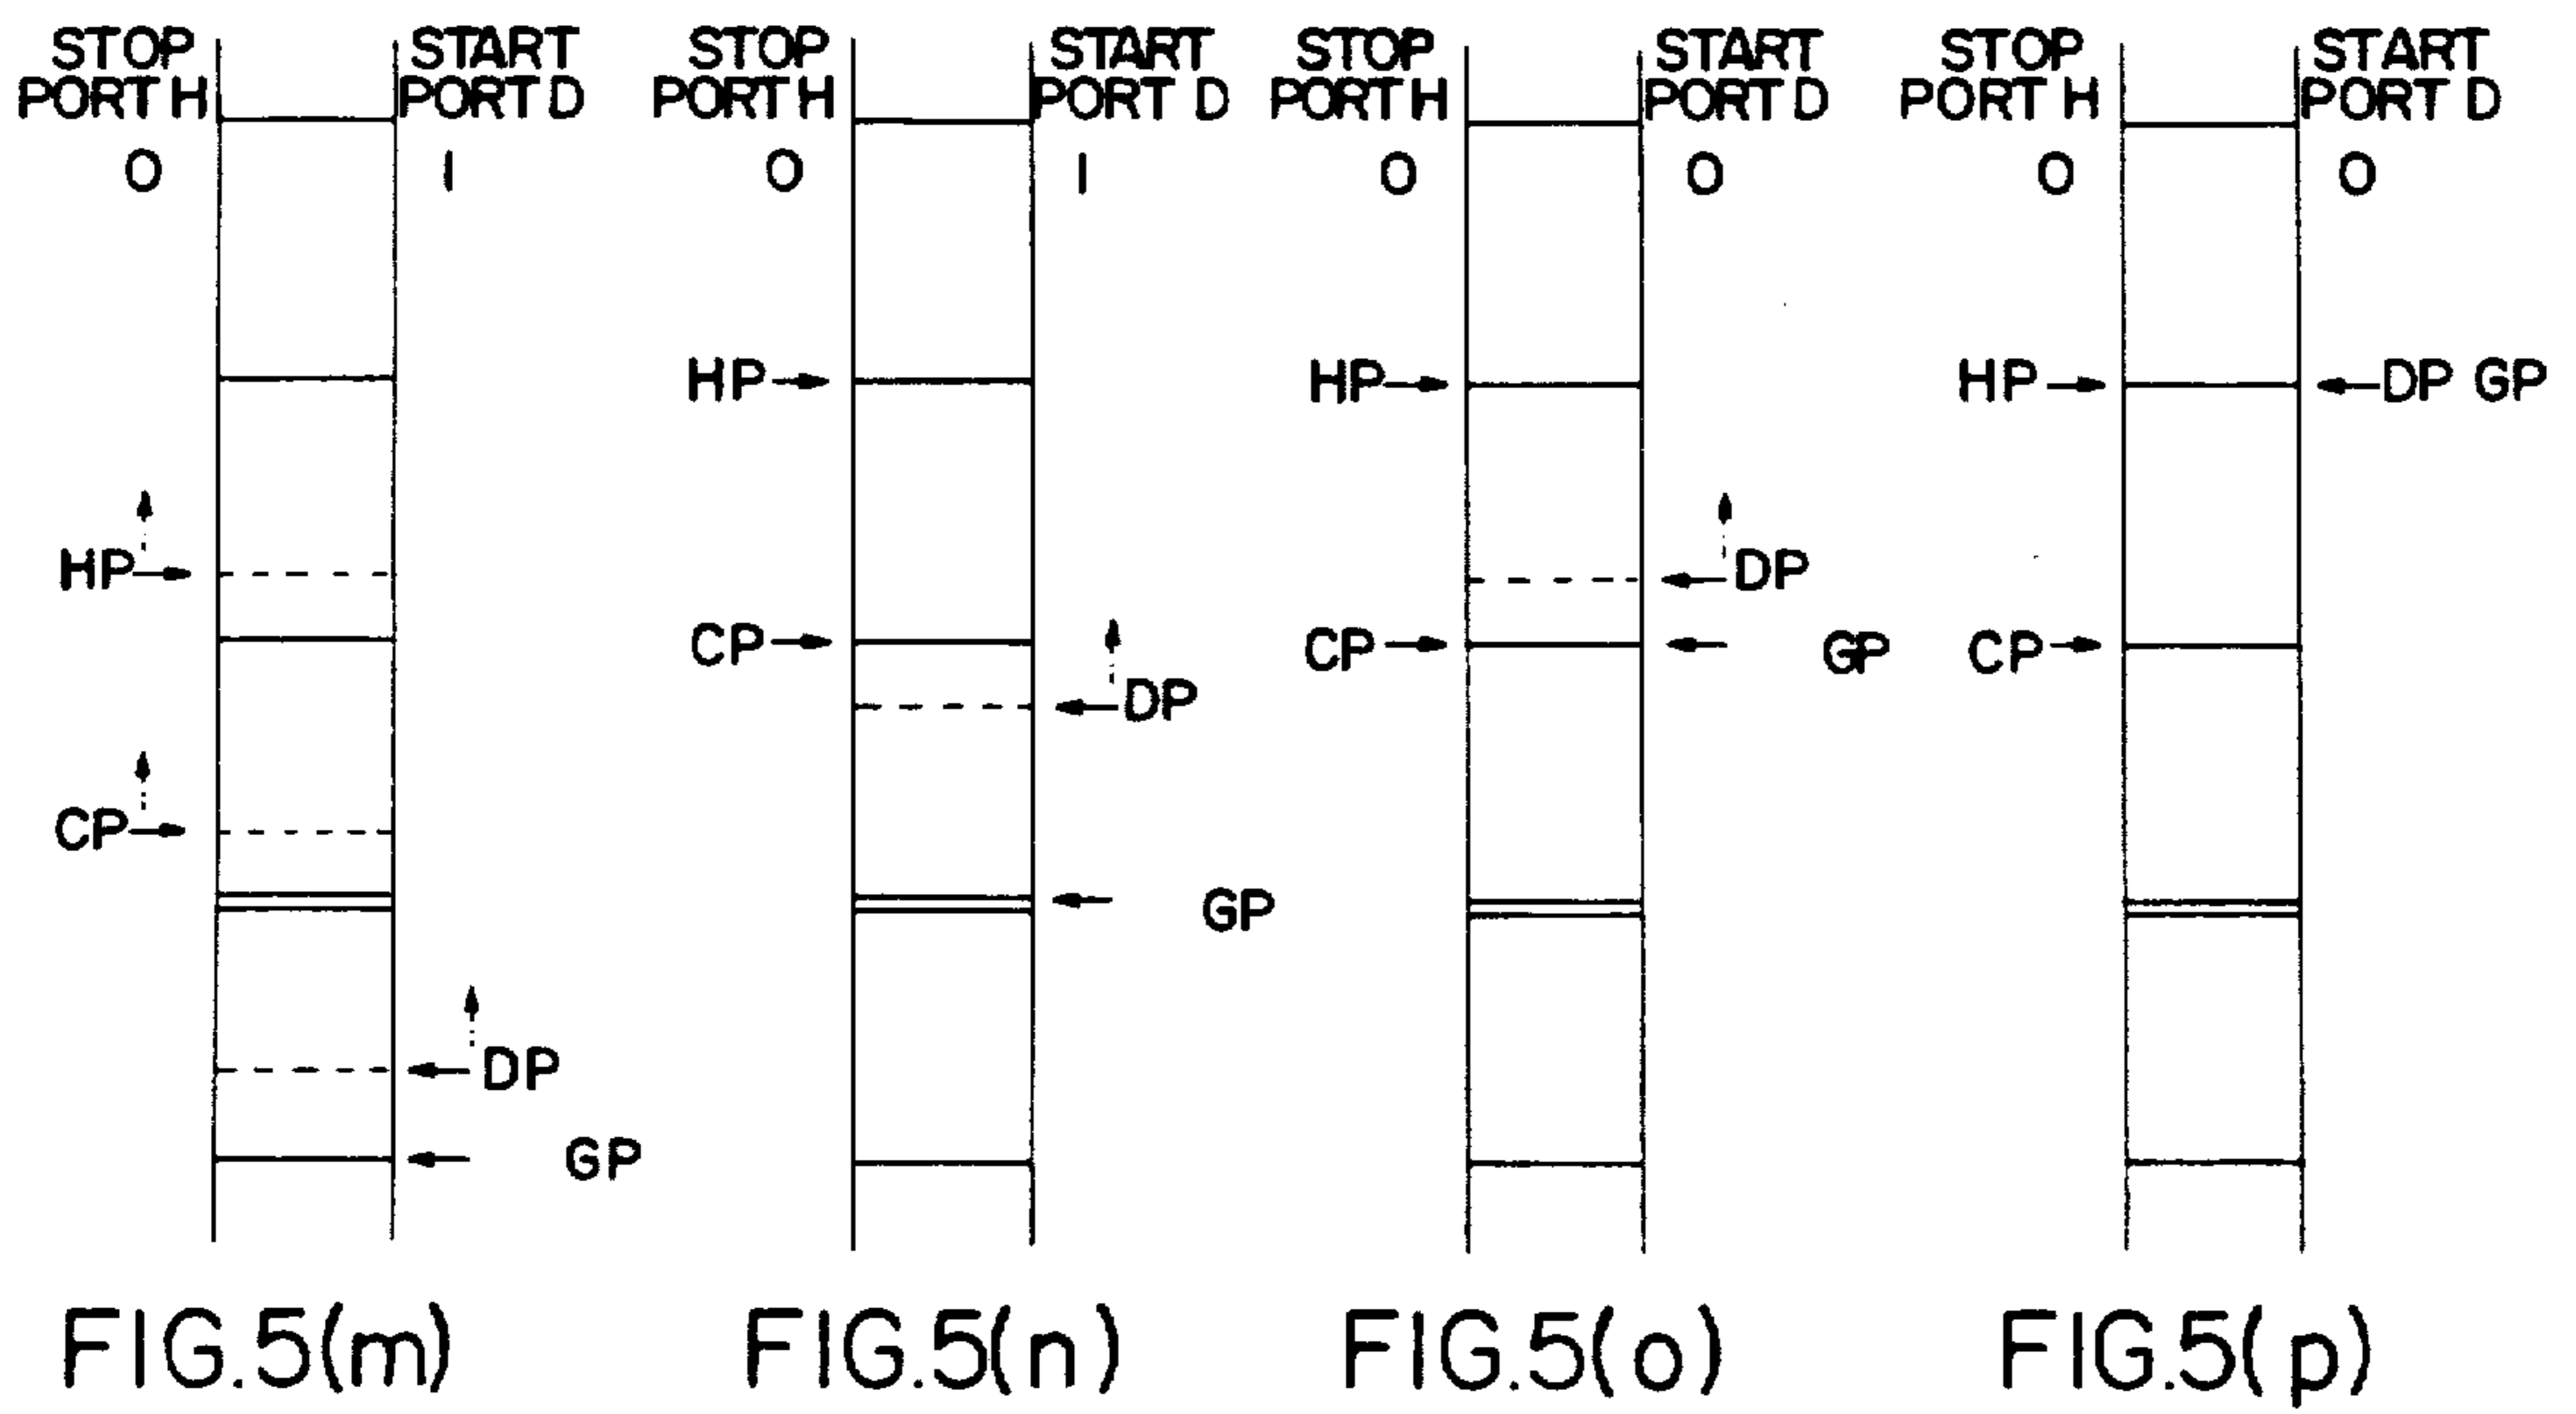 STOP
PORT H
START
PORT D
O
1
HP
CP
DP
GP
FIG.5(m)
STOP
PORT H
START
PORT D
O
1
HP
CP
DP
GP
FIG.5(n)
STOP
PORT H
START
PORT D
O
O
HP
DP
CP
GP
FIG.5(o)
STOP
PORT H
START
PORT D
O
O
HP
DP GP
CP
FIG.5(p)